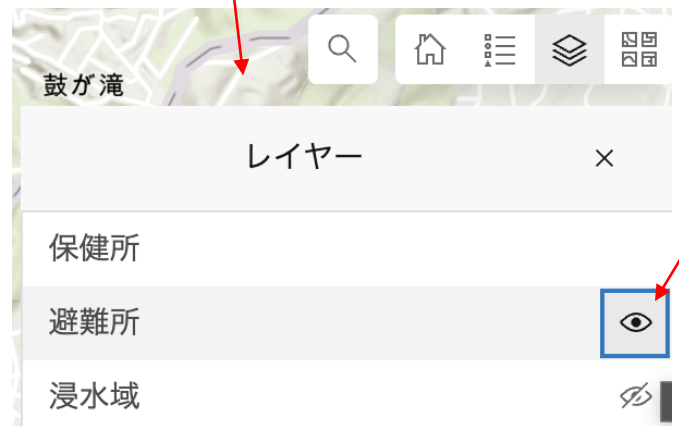 鼓が滝
レイヤー
保健所
避難所
浸水域